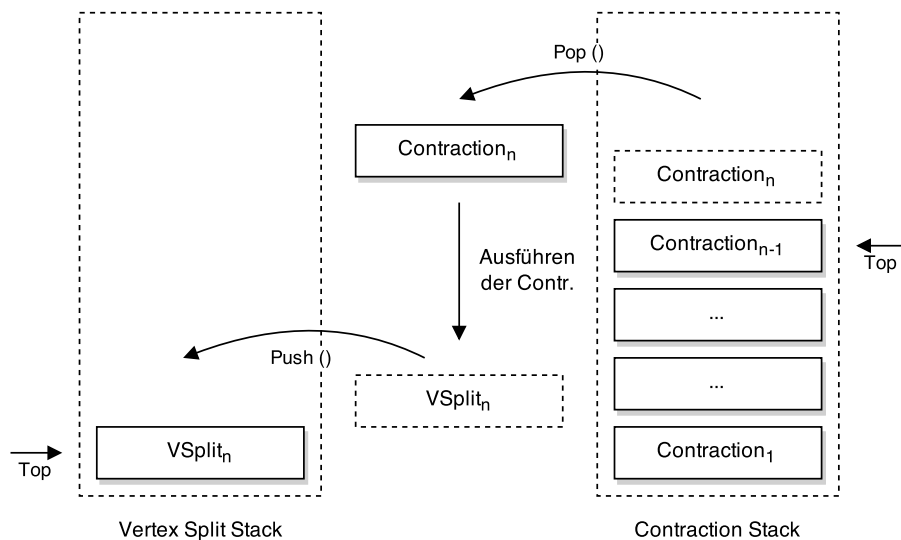 Pop ()
Contraction_n
Contraction_n
Contraction_n-1
Top
Ausführen
der Contr.
...
Push ()
...
VSplit_n
VSplit_n
Top
Contraction_1
Vertex Split Stack
Contraction Stack